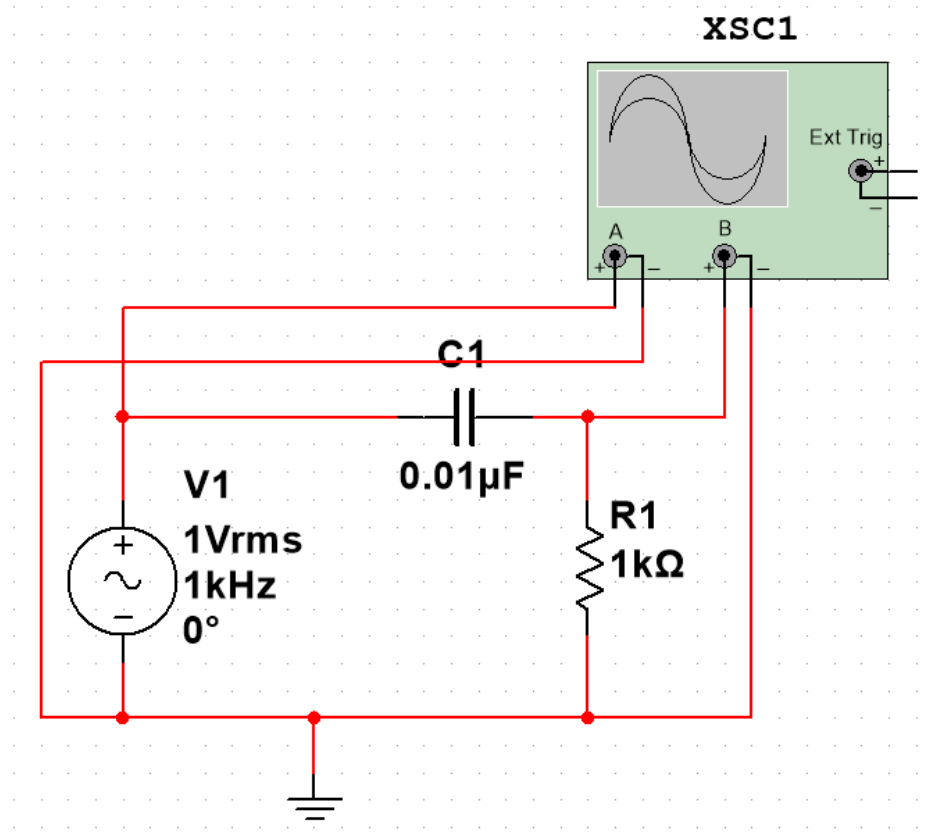 XSC1
Ext Trig
+
−
A
B
+
−
+
−
C1
0.01µF
V1
1Vrms
1kHz
0°
+
−
R1
1kΩ